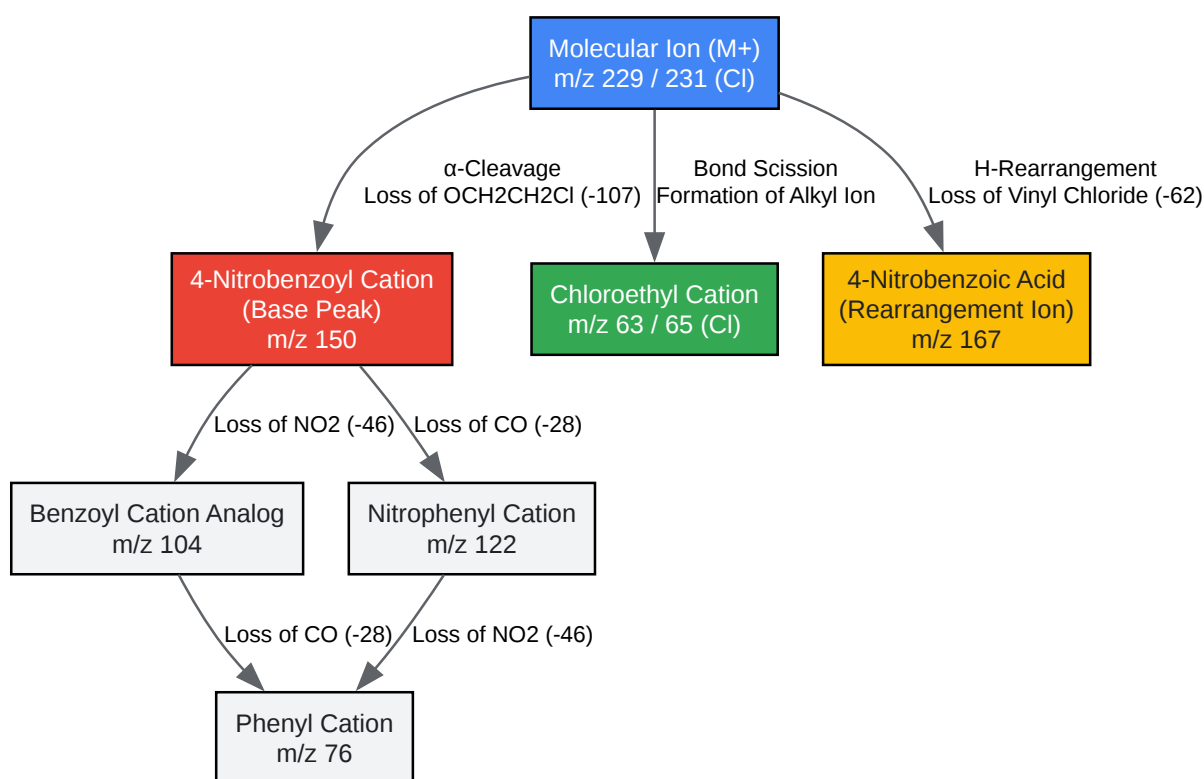 Molecular Ion (M+)
m/z 229 / 231 (Cl)
α-Cleavage
Loss of OCH2CH2Cl (-107)
Bond Scission
Formation of Alkyl Ion
H-Rearrangement
Loss of Vinyl Chloride (-62)
4-Nitrobenzoyl Cation
(Base Peak)
m/z 150
Chloroethyl Cation
m/z 63 / 65 (Cl)
4-Nitrobenzoic Acid
(Rearrangement Ion)
m/z 167
Loss of NO2 (-46)
Loss of CO (-28)
Benzoyl Cation Analog
m/z 104
Nitrophenyl Cation
m/z 122
Loss of CO (-28)
Loss of NO2 (-46)
Phenyl Cation
m/z 76